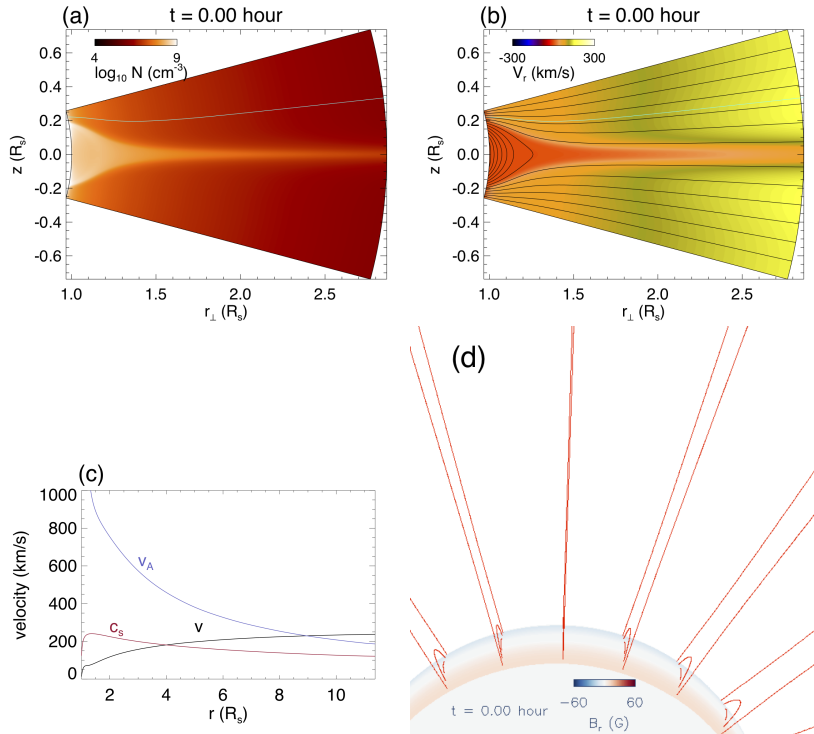 (a)
t = 0.00 hour
4 9
log₁₀ N (cm⁻³)
z (Rₛ)
0.6
0.4
0.2
0.0
-0.2
-0.4
-0.6
1.0 1.5 2.0 2.5
r⊥ (Rₛ)
(b)
t = 0.00 hour
-300 300
Vᵣ (km/s)
z (Rₛ)
0.6
0.4
0.2
0.0
-0.2
-0.4
-0.6
1.0 1.5 2.0 2.5
r⊥ (Rₛ)
(c)
velocity (km/s)
1000
800
600
400
200
0
v_A
cₛ
v
2 4 6 8 10
r (Rₛ)
(d)
t = 0.00 hour
-60 60
Bᵣ (G)